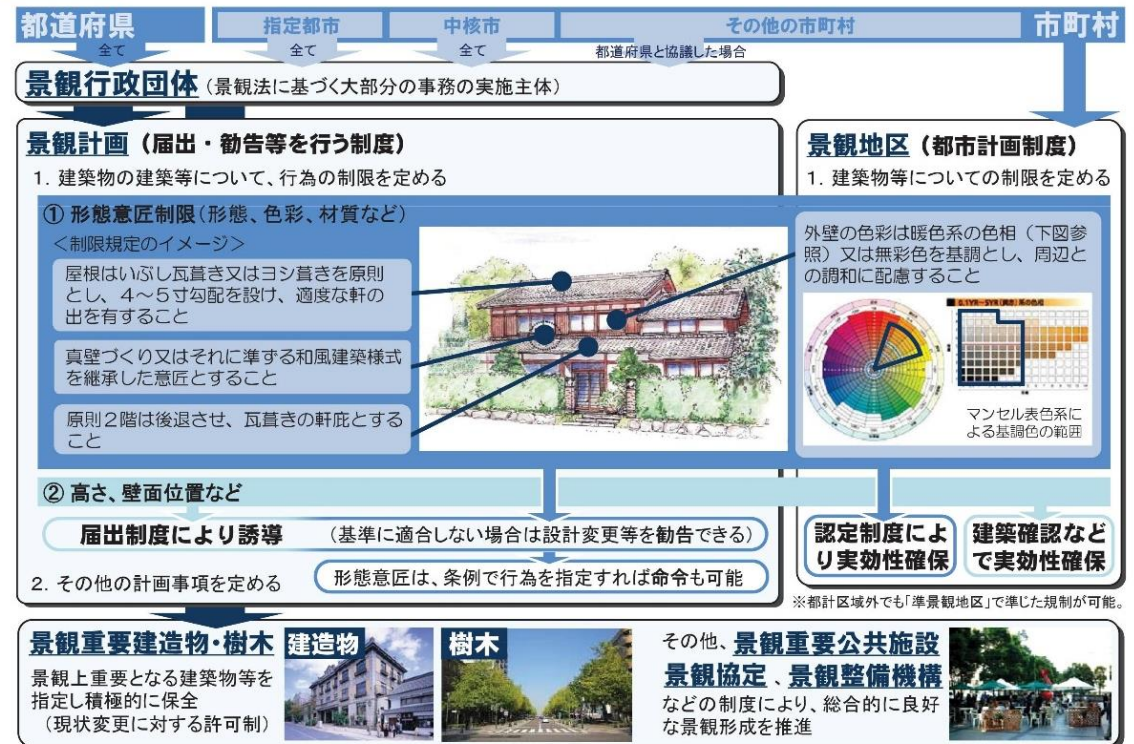 都道府県
指定都市
中核市
その他の市町村
市町村
全て
全て
全て
都道府県と協議した場合
景観行政団体（景観法に基づく大部分の事務の実施主体）
景観計画（届出・勧告等を行う制度）
1．建築物の建築等について、行為の制限を定める
景観地区（都市計画制度）
1．建築物等についての制限を定める
① 形態意匠制限（形態、色彩、材質など）
＜制限規定のイメージ＞
屋根はいぶし瓦葺き又はヨシ葺きを原則
とし、４～５寸勾配を設け、適度な軒の
出を有すること
真壁づくり又はそれに準ずる和風建築様式
を継承した意匠とすること
原則２階は後退させ、瓦葺きの軒庇とする
こと
外壁の色彩は暖色系の色相（下図参
照）又は無彩色を基調とし、周辺と
の調和に配慮すること
マンセル表色系に
よる基調色の範囲
② 高さ、壁面位置など
届出制度により誘導　（基準に適合しない場合は設計変更等を勧告できる）
形態意匠は、条例で行為を指定すれば命令も可能
2．その他の計画事項を定める
認定制度によ
り実効性確保
建築確認など
で実効性確保
※都計区域外でも「準景観地区」で準じた規制が可能。
景観重要建造物・樹木
景観上重要となる建築物等を
指定し積極的に保全
（現状変更に対する許可制）
建造物
樹木
その他、景観重要公共施設
景観協定、景観整備機構
などの制度により、総合的に良好
な景観形成を推進